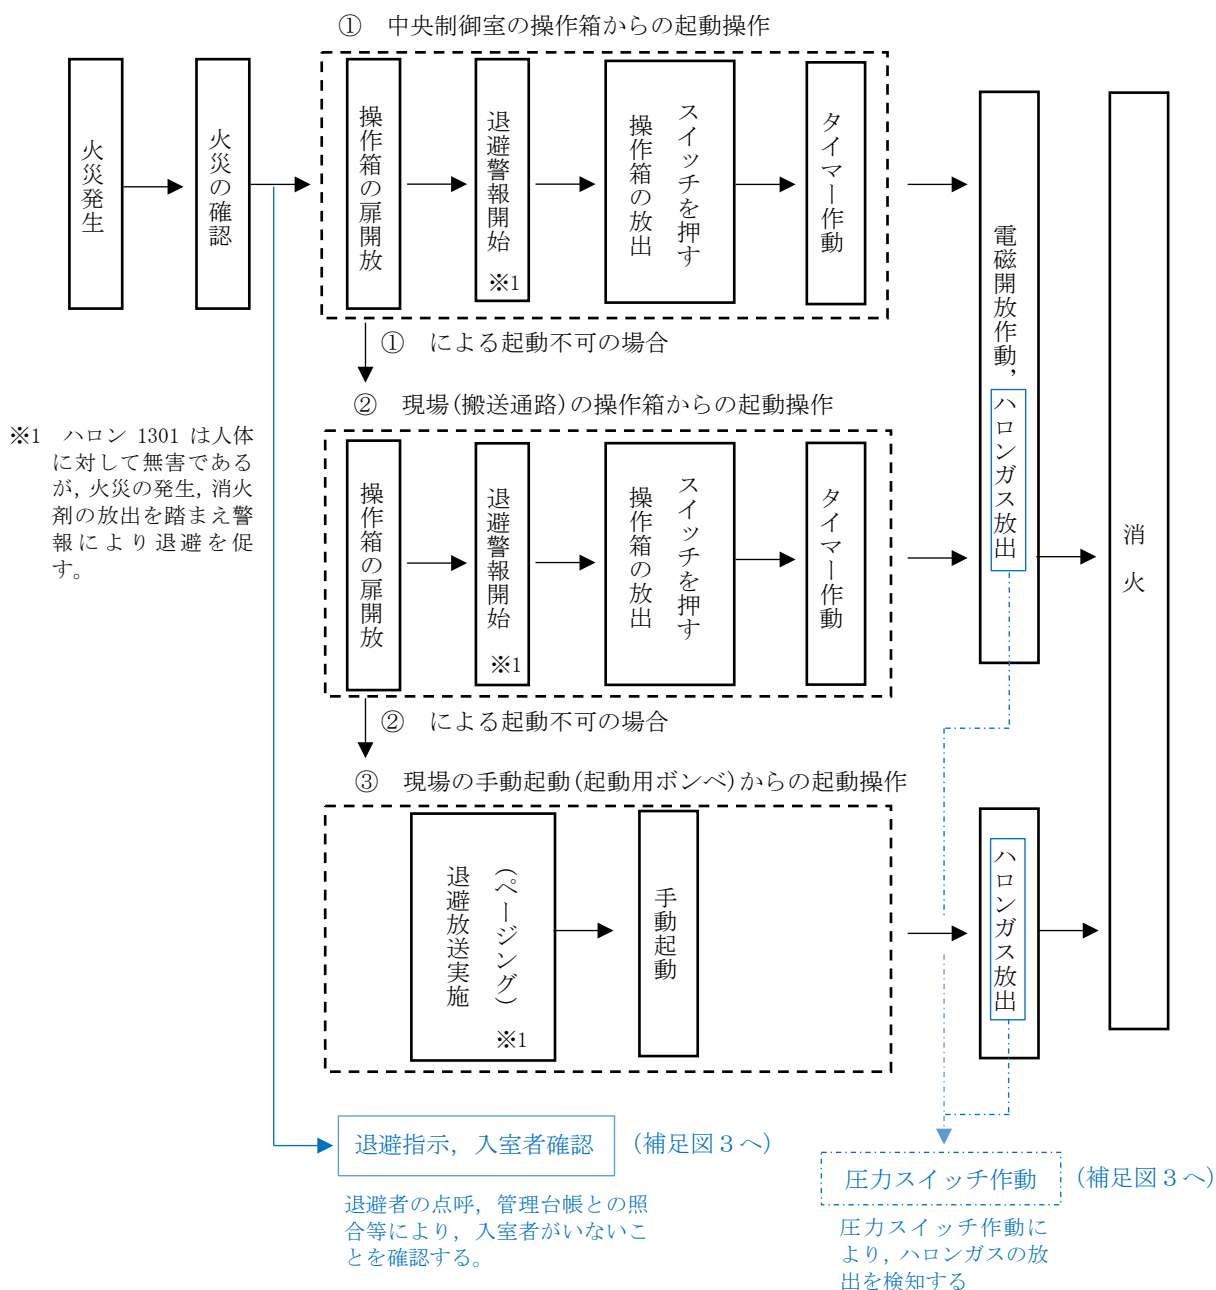 ① 中央制御室の操作箱からの起動操作
火災発生
火災の確認
操作箱の扉開放
退避警報開始
※1
操作箱の放出
スイッチを押す
タイマー作動
電磁開放作動，ハロンガス放出
消火
① による起動不可の場合
② 現場(搬送通路)の操作箱からの起動操作
※1 ハロン 1301 は人体
に対して無害である
が，火災の発生，消火
剤の放出を踏まえ警
報により退避を促
す。
操作箱の扉開放
退避警報開始
※1
操作箱の放出
スイッチを押す
タイマー作動
② による起動不可の場合
③ 現場の手動起動(起動用ボンベ)からの起動操作
退避放送実施
(ページング)
※1
手動起動
ハロンガス放出
退避指示，入室者確認
(補足図３へ)
退避者の点呼，管理台帳との照
合等により，入室者がいないこ
とを確認する。
圧力スイッチ作動
(補足図３へ)
圧力スイッチ作動に
より，ハロンガスの放
出を検知する